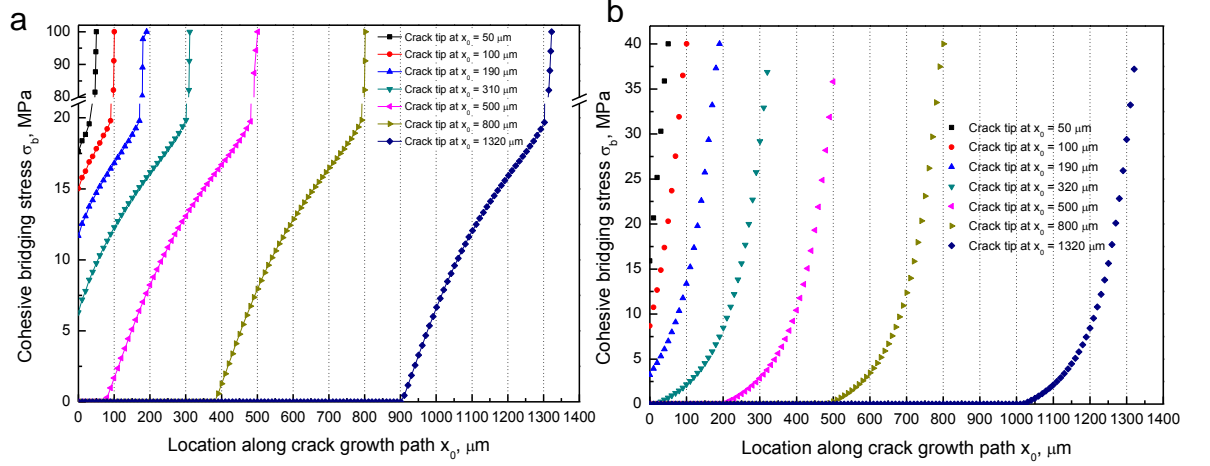 a
Cohesive bridging stress σb, MPa
100
90
80
20
15
10
5
0
0 100 200 300 400 500 600 700 800 900 1000 1100 1200 1300 1400
Location along crack growth path x0, μm
Crack tip at x0 = 50 μm
Crack tip at x0 = 100 μm
Crack tip at x0 = 190 μm
Crack tip at x0 = 310 μm
Crack tip at x0 = 500 μm
Crack tip at x0 = 800 μm
Crack tip at x0 = 1320 μm
b
Cohesive bridging stress σb, MPa
40
35
30
25
20
15
10
5
0
0 100 200 300 400 500 600 700 800 900 1000 1100 1200 1300 1400
Location along crack growth path x0, μm
Crack tip at x0 = 50 μm
Crack tip at x0 = 100 μm
Crack tip at x0 = 190 μm
Crack tip at x0 = 320 μm
Crack tip at x0 = 500 μm
Crack tip at x0 = 800 μm
Crack tip at x0 = 1320 μm